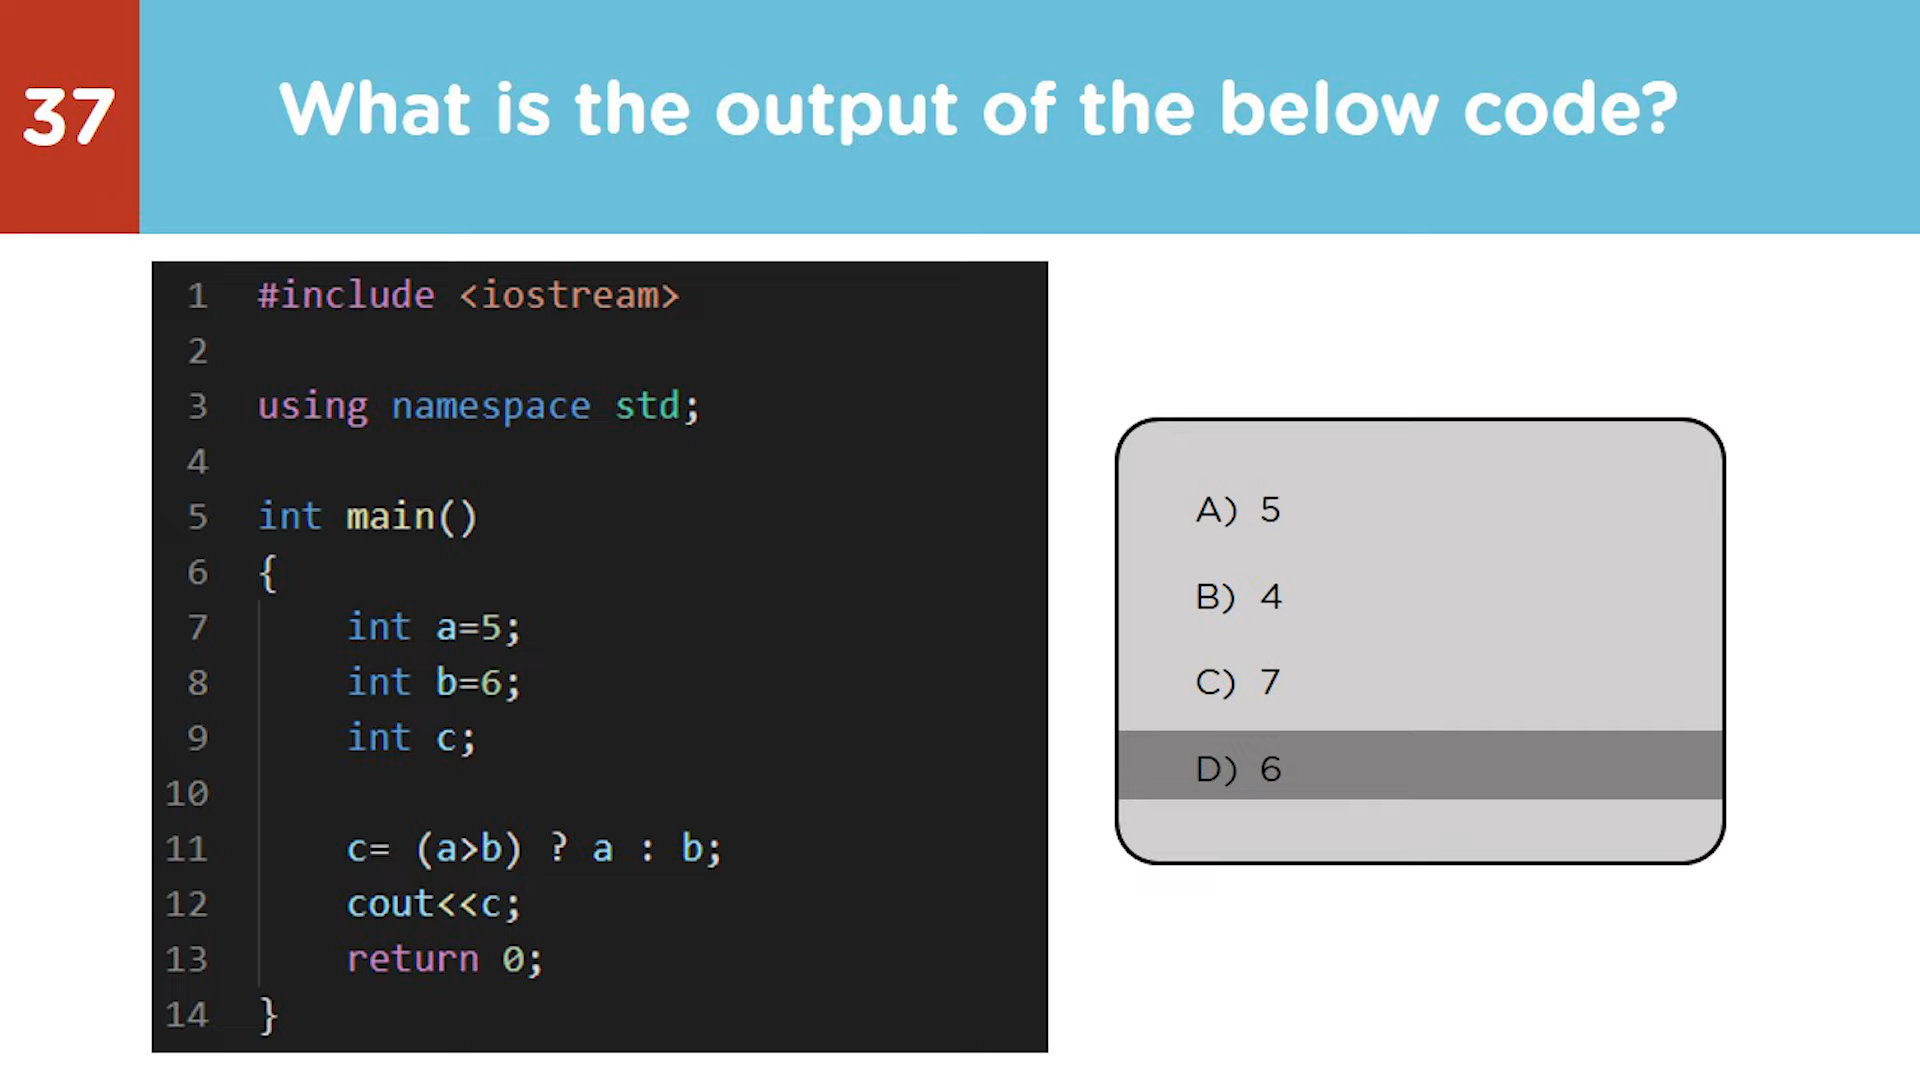 37
What is the output of the below code?
1 #include <iostream>
2
3 using namespace std;
4
5 int main()
6 {
7 int a=5;
8 int b=6;
9 int c;
10
11 c= (a>b) ? a : b;
12 cout<<c;
13 return 0;
14 }
A) 5
B) 4
C) 7
D) 6